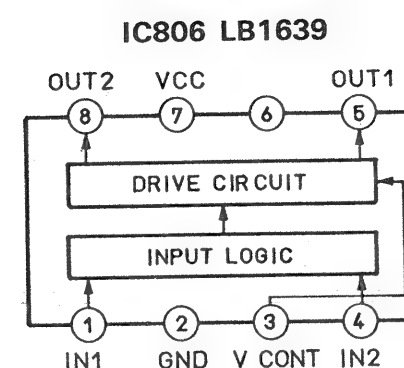 IC806 LB1639
OUT2 VCC OUT1
8 7 6 5
DRIVE CIRCUIT
INPUT LOGIC
1 2 3 4
IN1 GND V CONT IN2